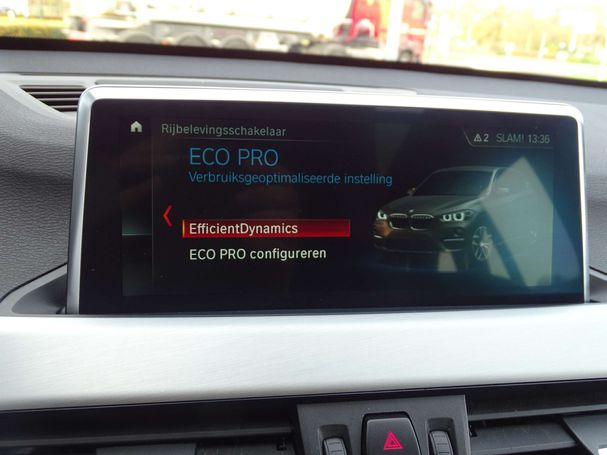 Rijbelevingsschakelaar
2 SLAM! 13:36
ECO PRO
Verbruiksgeoptimaliseerde instelling
EfficientDynamics
ECO PRO configureren